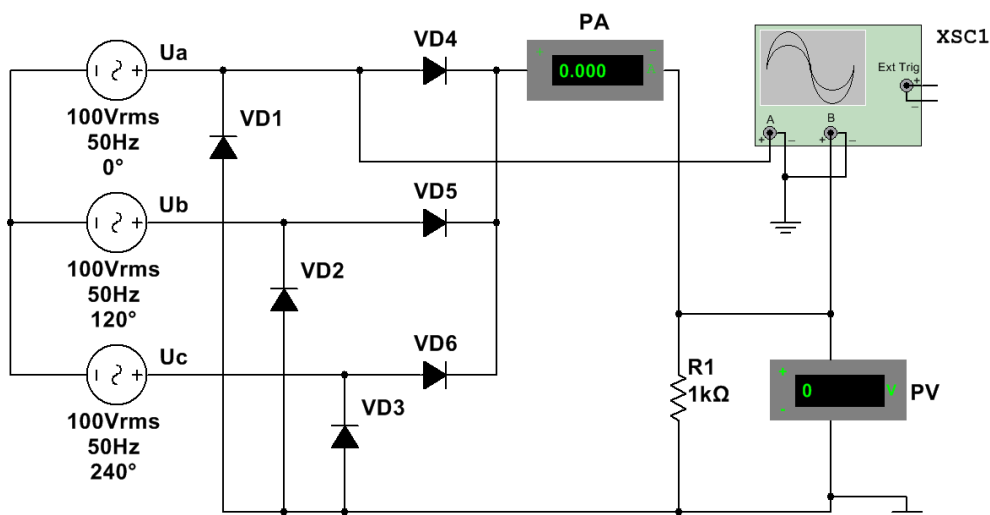 PA
XSC1
Ua
VD4
+
-
0.000
A
Ext Trig
+
-
100Vrms
50Hz
0°
VD1
A
B
+
-
+
-
Ub
VD5
100Vrms
50Hz
120°
VD2
Uc
VD6
R1
1kΩ
+
0
V
-
PV
100Vrms
50Hz
240°
VD3